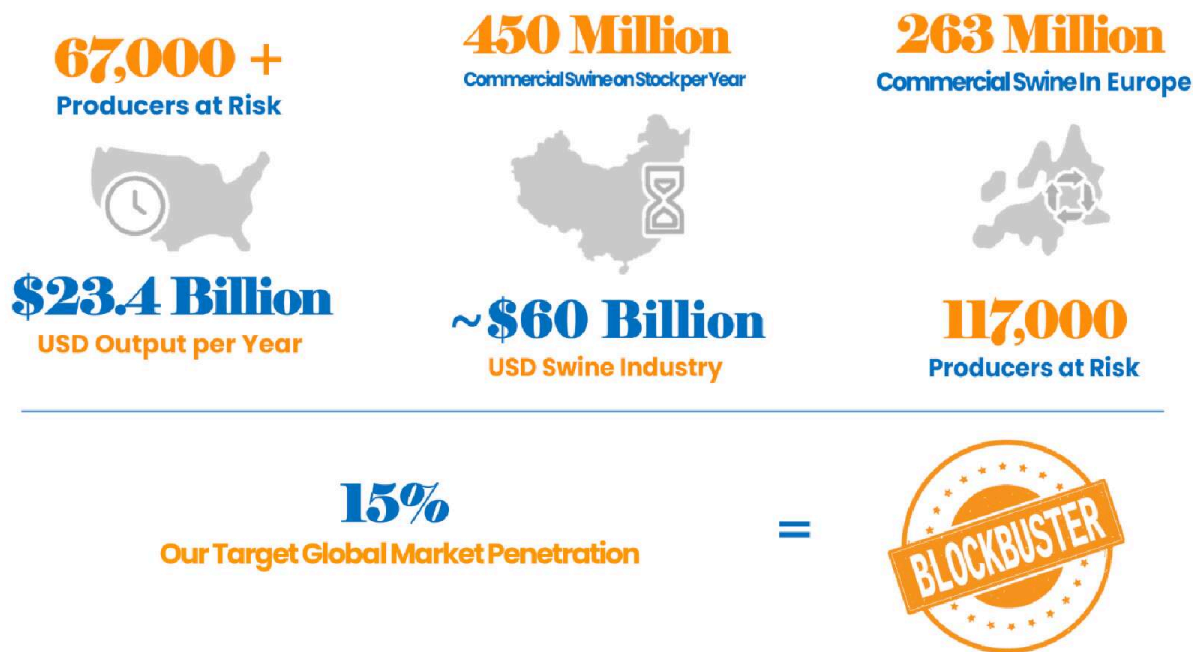 67,000 +
Producers at Risk
$23.4 Billion
USD Output per Year
450 Million
Commercial Swine on Stock per Year
~$60 Billion
USD Swine Industry
263 Million
Commercial Swine In Europe
117,000
Producers at Risk
15%
Our Target Global Market Penetration
=
BLOCKBUSTER